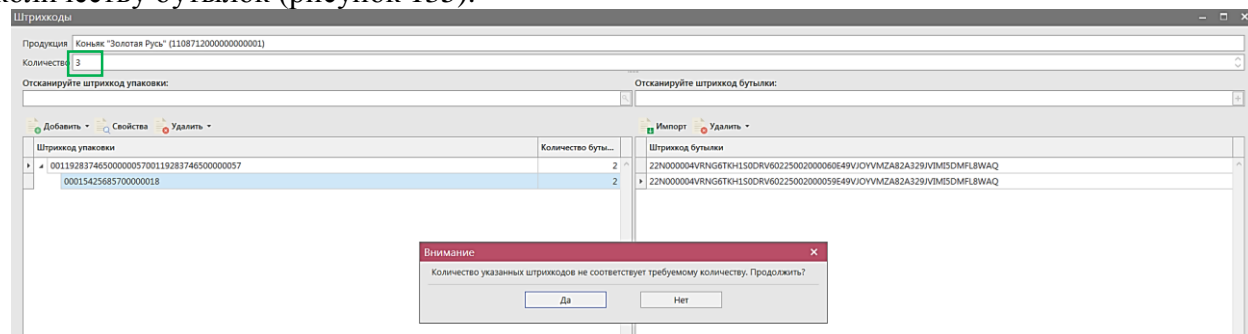 количеству бутылок (рисунок 133).
Штрихкоды
Продукция Коньяк "Золотая Русь" (1108712000000000001)
Количество 3
Отсканируйте штрихкод упаковки: Отсканируйте штрихкод бутылки:
Добавить Свойства Удалить Импорт Удалить
Штрихкод упаковки Количество буты... Штрихкод бутылки
0011928374650000005700119283746500000057 2 22N000004VRNG6TKH1S0DRV60225002000060E49VJOYVMZA82A329JVIMI5DMFL8WAQ
00015425685700000018 2 22N000004VRNG6TKH1S0DRV60225002000059E49VJOYVMZA82A329JVIMI5DMFL8WAQ
Внимание
Количество указанных штрихкодов не соответствует требуемому количеству. Продолжить?
Да Нет